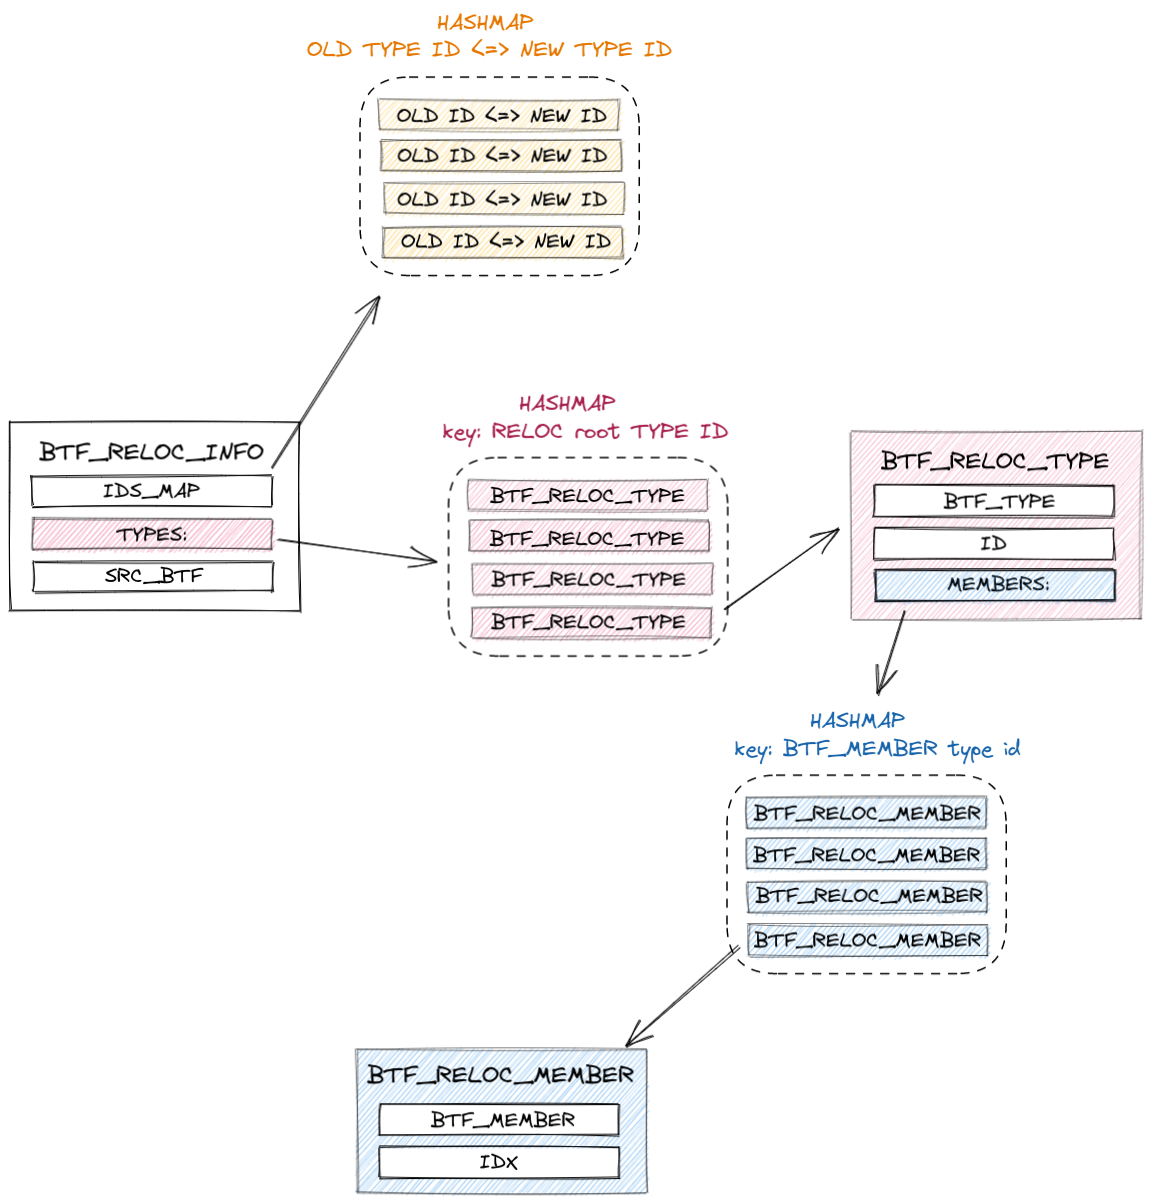 HASHMAP
OLD TYPE ID <=> NEW TYPE ID
OLD ID <=> NEW ID
OLD ID <=> NEW ID
OLD ID <=> NEW ID
OLD ID <=> NEW ID
BTF_RELOC_INFO
IDS_MAP
TYPES:
SRC_BTF
HASHMAP
key: RELOC root TYPE ID
BTF_RELOC_TYPE
BTF_RELOC_TYPE
BTF_RELOC_TYPE
BTF_RELOC_TYPE
BTF_RELOC_TYPE
BTF_TYPE
ID
MEMBERS:
HASHMAP
key: BTF_MEMBER type id
BTF_RELOC_MEMBER
BTF_RELOC_MEMBER
BTF_RELOC_MEMBER
BTF_RELOC_MEMBER
BTF_RELOC_MEMBER
BTF_MEMBER
IDX